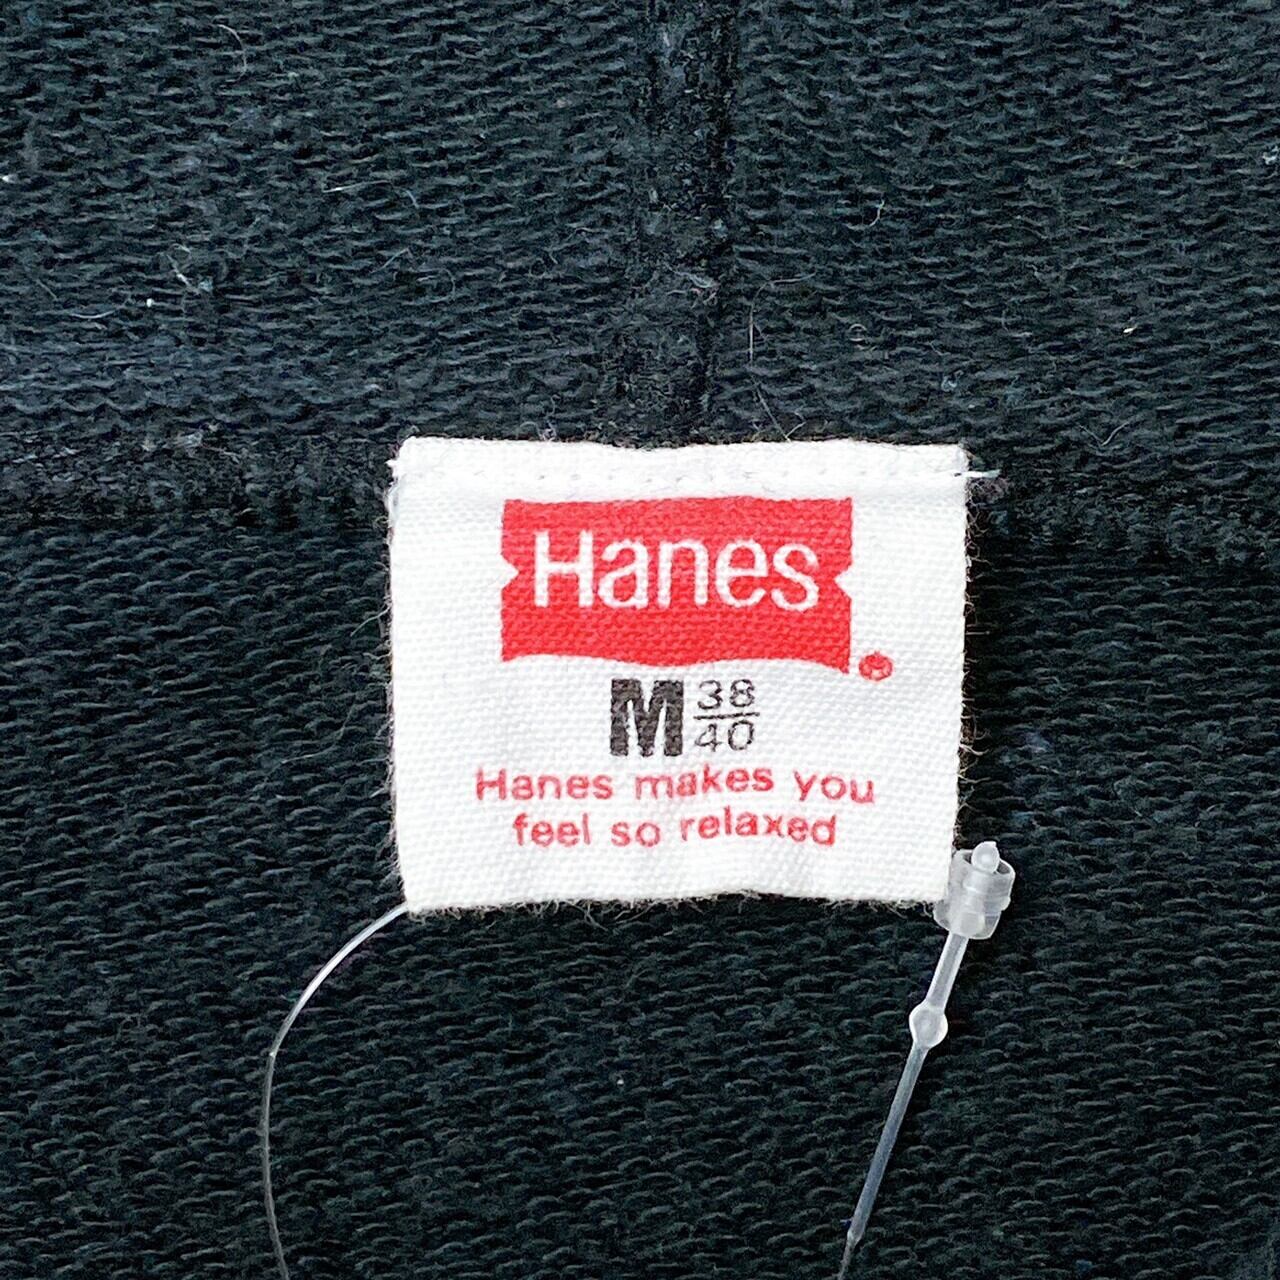 Hanes
M 38/40
Hanes makes you
feel so relaxed